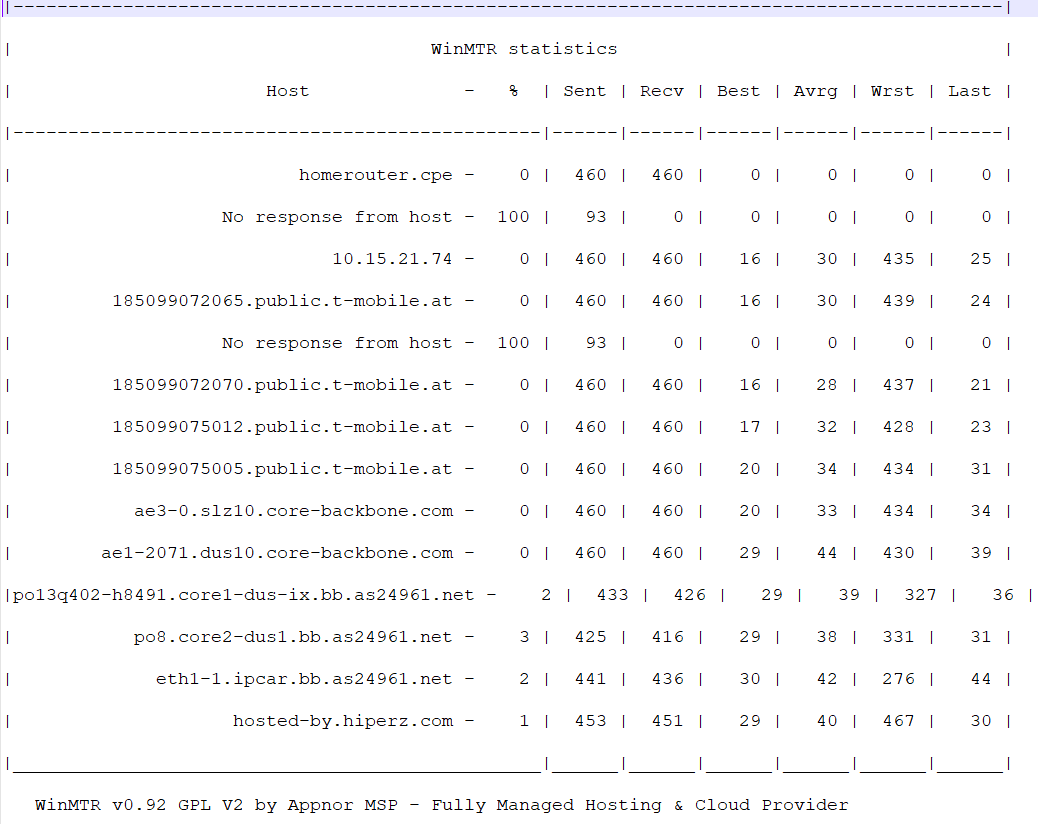 |------------------------------------------------------------------------------------------|
|                                      WinMTR statistics                                   |
|                       Host              -   %  | Sent | Recv | Best | Avrg | Wrst | Last |
|------------------------------------------------|------|------|------|------|------|------|
|                          homerouter.cpe -    0 |  460 |  460 |    0 |    0 |    0 |    0 |
|                   No response from host -  100 |   93 |    0 |    0 |    0 |    0 |    0 |
|                             10.15.21.74 -    0 |  460 |  460 |   16 |   30 |  435 |   25 |
|         185099072065.public.t-mobile.at -    0 |  460 |  460 |   16 |   30 |  439 |   24 |
|                   No response from host -  100 |   93 |    0 |    0 |    0 |    0 |    0 |
|         185099072070.public.t-mobile.at -    0 |  460 |  460 |   16 |   28 |  437 |   21 |
|         185099075012.public.t-mobile.at -    0 |  460 |  460 |   17 |   32 |  428 |   23 |
|         185099075005.public.t-mobile.at -    0 |  460 |  460 |   20 |   34 |  434 |   31 |
|           ae3-0.slz10.core-backbone.com -    0 |  460 |  460 |   20 |   33 |  434 |   34 |
|        ae1-2071.dus10.core-backbone.com -    0 |  460 |  460 |   29 |   44 |  430 |   39 |
|po13q402-h8491.core1-dus-ix.bb.as24961.net -    2 |  433 |  426 |   29 |   39 |  327 |   36 |
|           po8.core2-dus1.bb.as24961.net -    3 |  425 |  416 |   29 |   38 |  331 |   31 |
|             eth1-1.ipcar.bb.as24961.net -    2 |  441 |  436 |   30 |   42 |  276 |   44 |
|                    hosted-by.hiperz.com -    1 |  453 |  451 |   29 |   40 |  467 |   30 |
|________________________________________________|______|______|______|______|______|______|
WinMTR v0.92 GPL V2 by Appnor MSP - Fully Managed Hosting & Cloud Provider